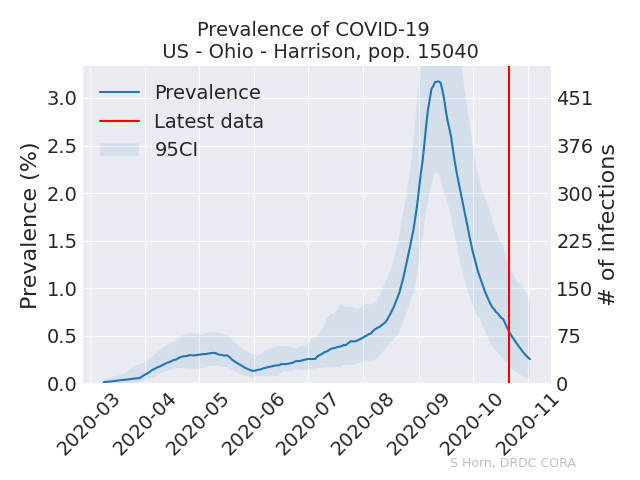 Prevalence of COVID-19
US - Ohio - Harrison, pop. 15040
Prevalence
Latest data
95CI
Prevalence (%)
3.0
2.5
2.0
1.5
1.0
0.5
0.0
451
376
300
225
150
75
0
# of infections
2020-03
2020-04
2020-05
2020-06
2020-07
2020-08
2020-09
2020-10
2020-11
S Horn, DRDC CORA